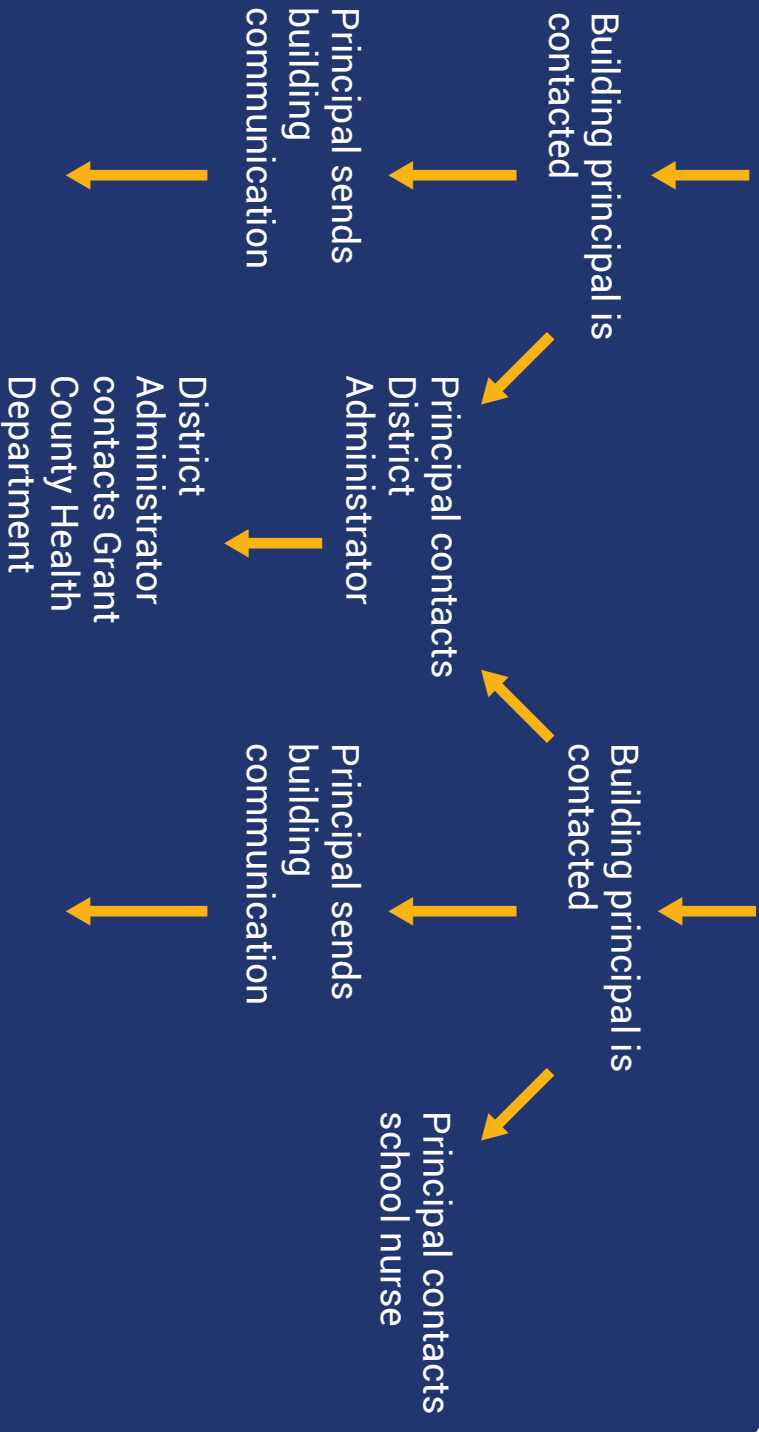 Building principal is
contacted
Building principal is
contacted
Principal contacts
District
Administrator
Principal contacts
school nurse
Principal sends
building
communication
Principal sends
building
communication
District
Administrator
contacts Grant
County Health
Department